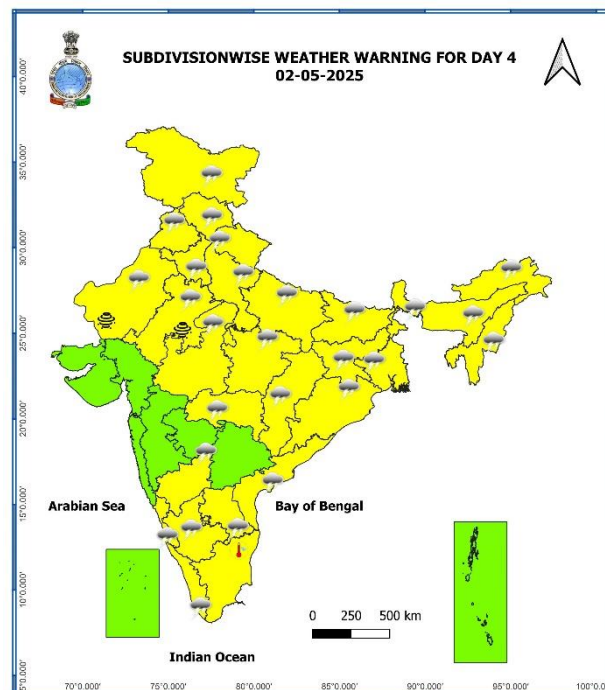 SUBDIVISIONWISE WEATHER WARNING FOR DAY 4
02-05-2025
40°0.000'
35°0.000'
30°0.000'
25°0.000'
20°0.000'
15°0.000'
10°0.000'
5°0.000'
Arabian Sea
Bay of Bengal
0 250 500 km
Indian Ocean
70°0.000' 75°0.000' 80°0.000' 85°0.000' 90°0.000' 95°0.000' 100°0.0